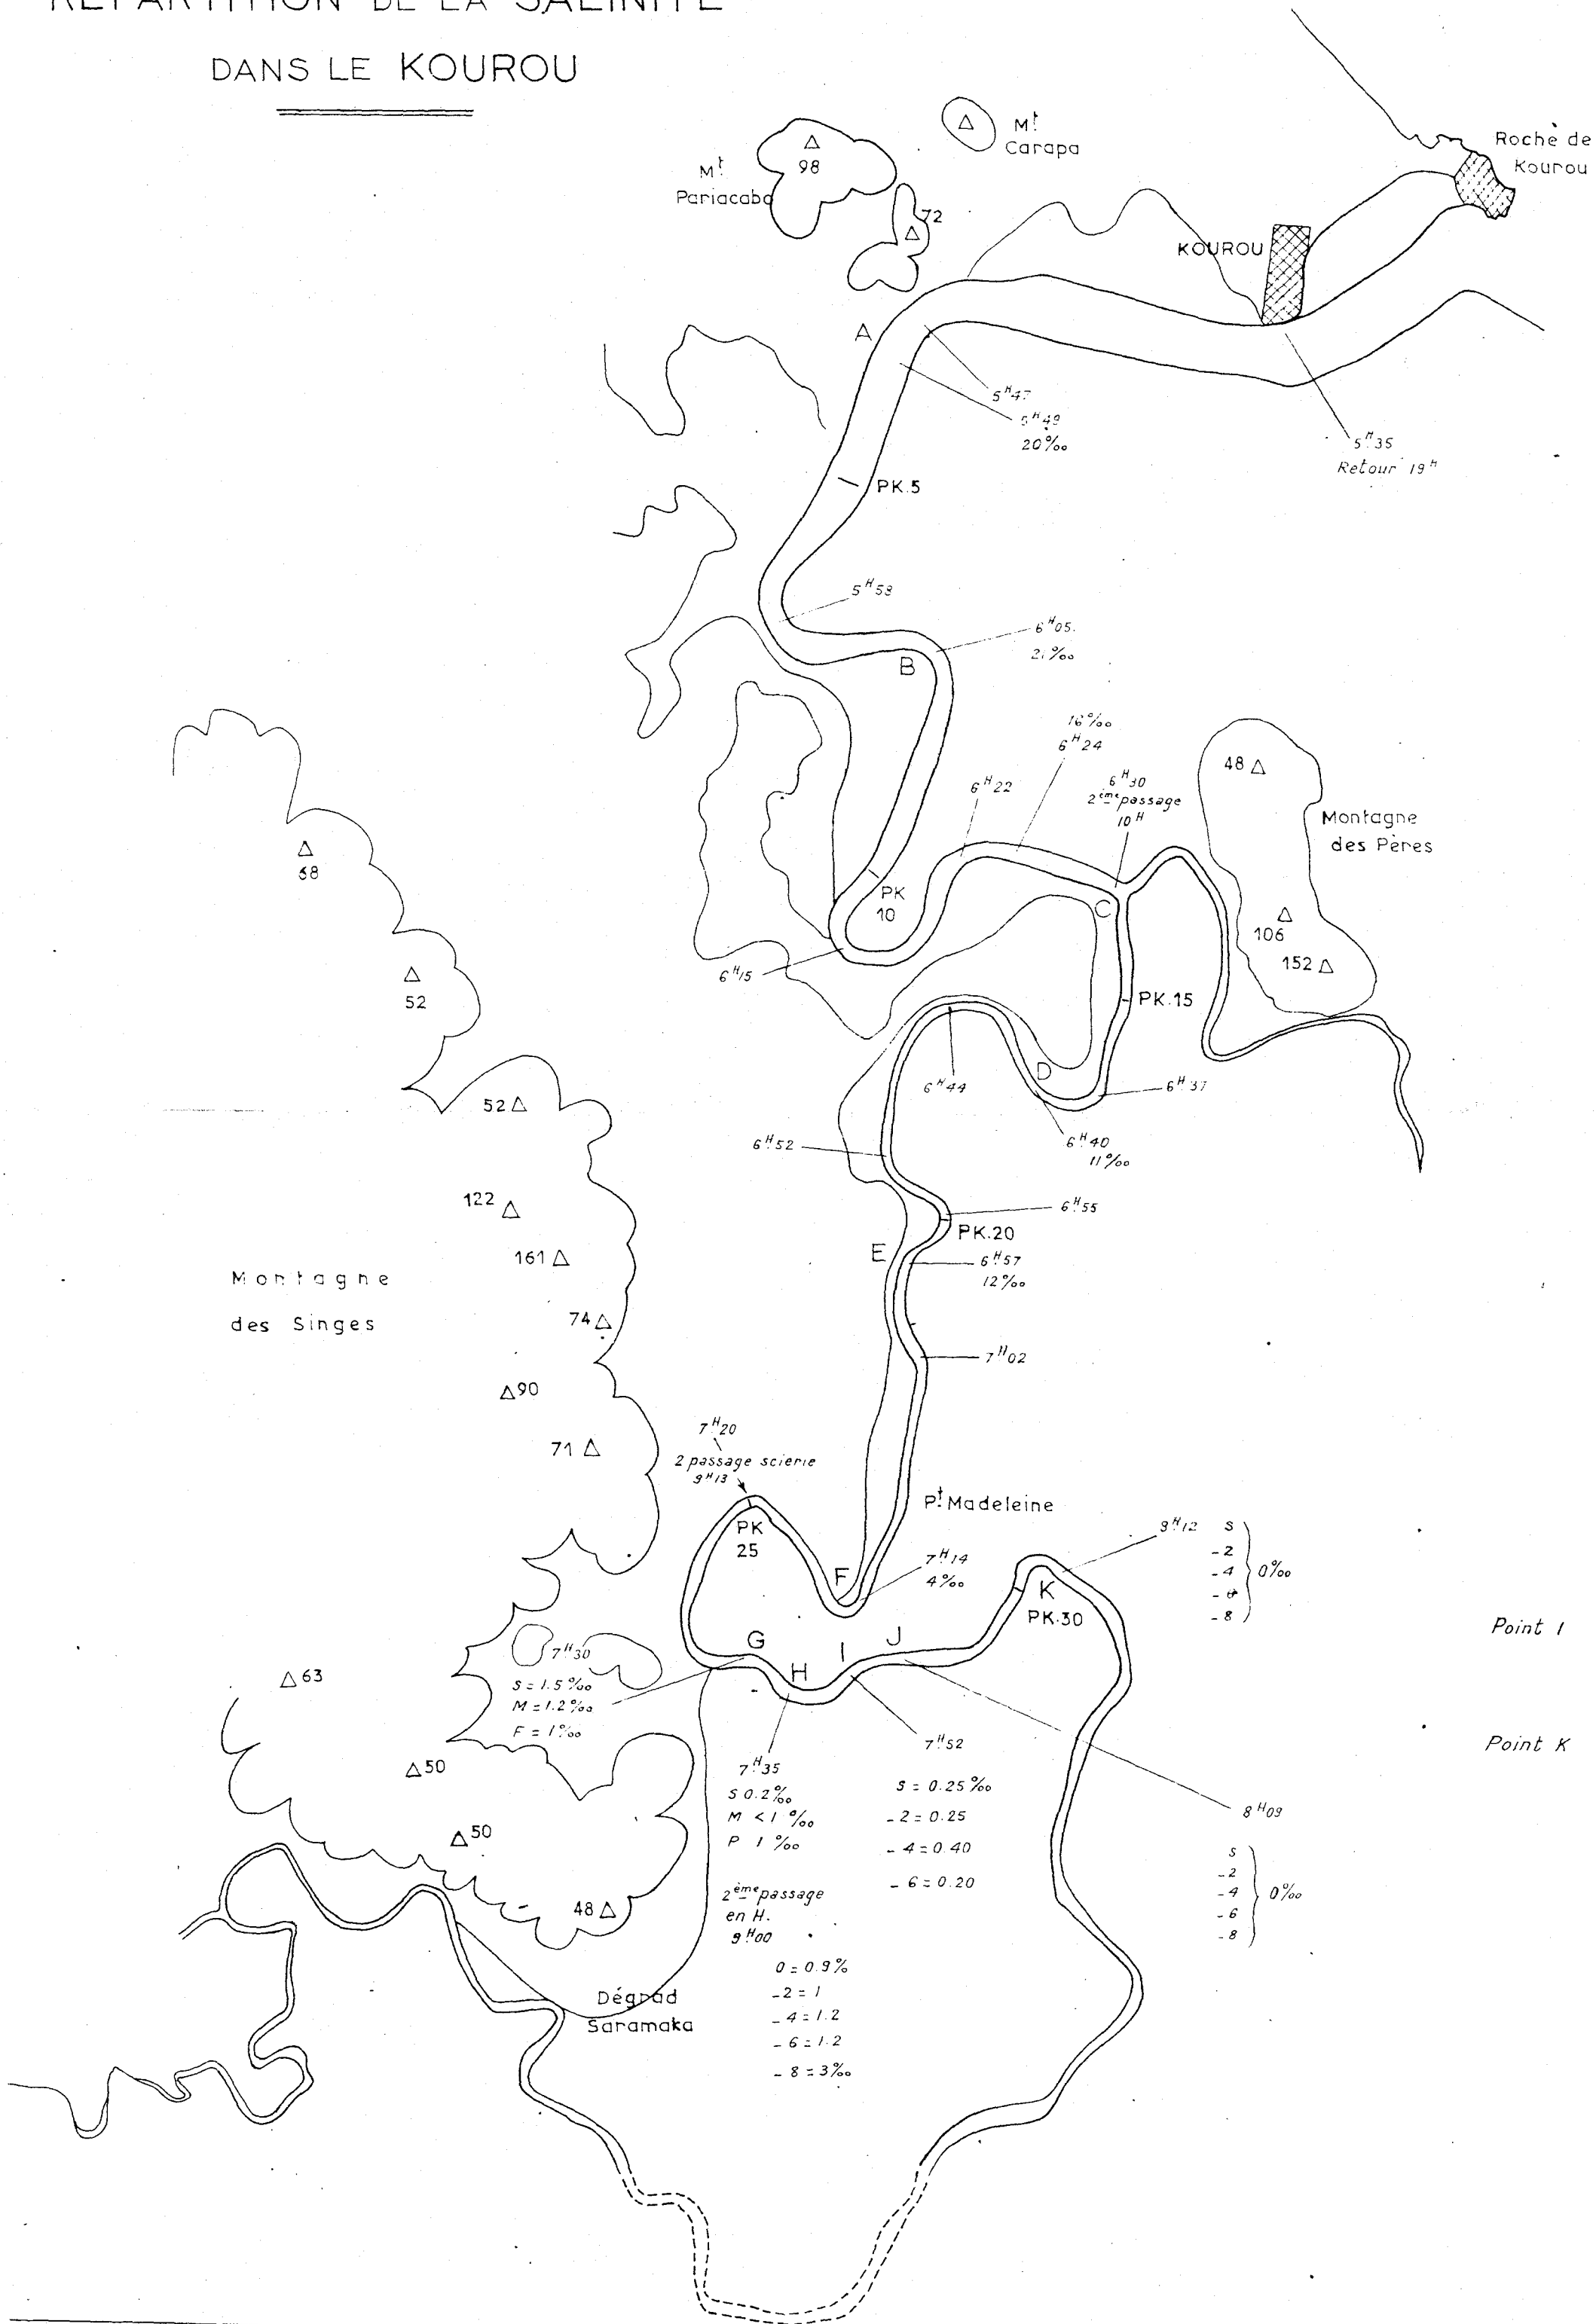 REPARTITION DE LA SALINITE
DANS LE KOUROU
Mt Carapa
Mt Pariacabo
98
72
Roche de
Kourou
KOUROU
A
5H47
20‰
5H35
Retour 19H
PK.5
6H05
B
16‰
6H24
6H22
6H30
2ème passage
10H
48
Montagne
des Pères
106
152
PK
10
C
6H15
PK.15
52
52
D
6H44
6H37
6H40
11‰
6H52
6H55
PK.20
E
6H57
12‰
122
161
Montagne
des Singes
74
7H02
90
71
7H20
2 passage scierie
9H13
PK
25
Pt Madeleine
F
7H14
4‰
K
PK.30
S
-2
-4
-8
0‰
Point I
Point K
G
H
I
J
7H30
S = 1.5‰
M = 1.2‰
F = 1‰
63
50
50
48
7H35
S 0.2‰
M < 1 ‰
P 1 ‰
7H52
S = 0.25‰
- 2 = 0.25
- 4 = 0.40
- 6 = 0.20
8H09
S
-2
-4
-6
-8
0‰
2ème passage
en H.
9H00
0 = 0.9%
-2 = 1
- 4 = 1.2
- 6 = 1.2
- 8 = 3‰
Dégrad
Saramaka